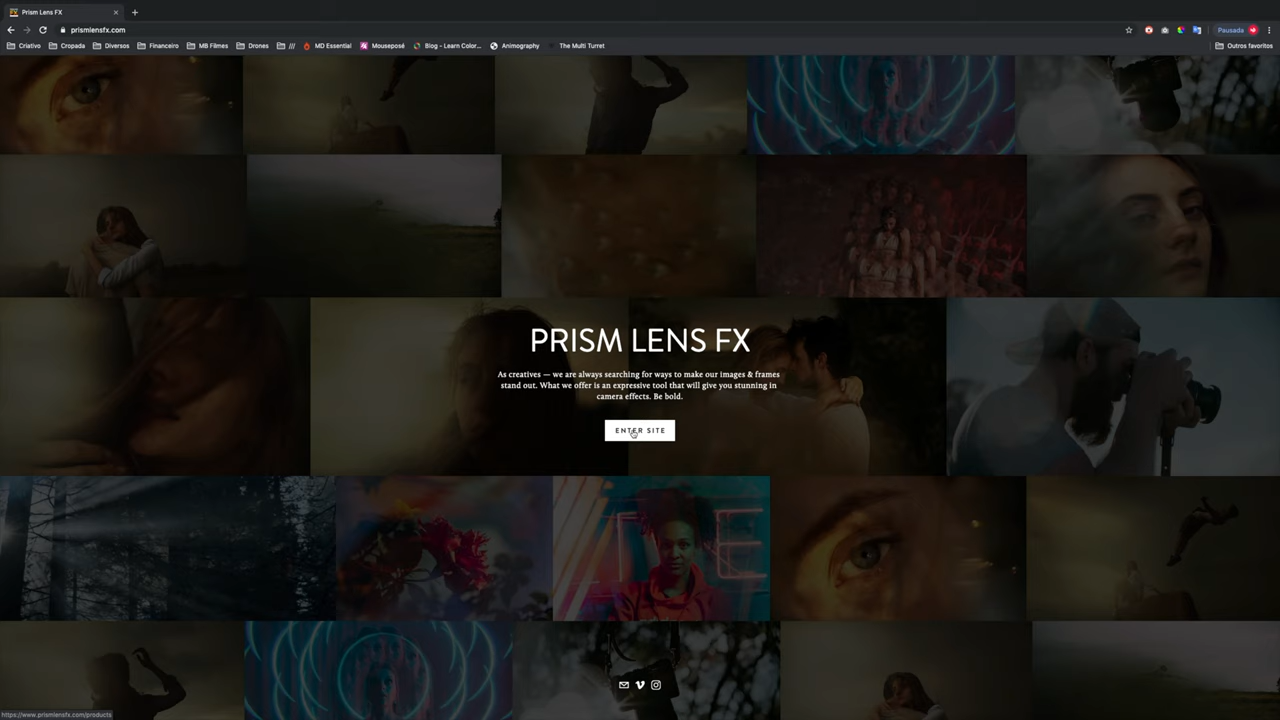 Prism Lens FX
prismlensfx.com
Pausada
Criativo Cropada Diversos Financeiro MB Filmes Drones /// MD Essential Mouseposé Blog - Learn Color... Animography The Multi Turret Outros favoritos
PRISM LENS FX
As creatives — we are always searching for ways to make our images & frames
stand out. What we offer is an expressive tool that will give you stunning in
camera effects. Be bold.
ENTER SITE
https://www.prismlensfx.com/products